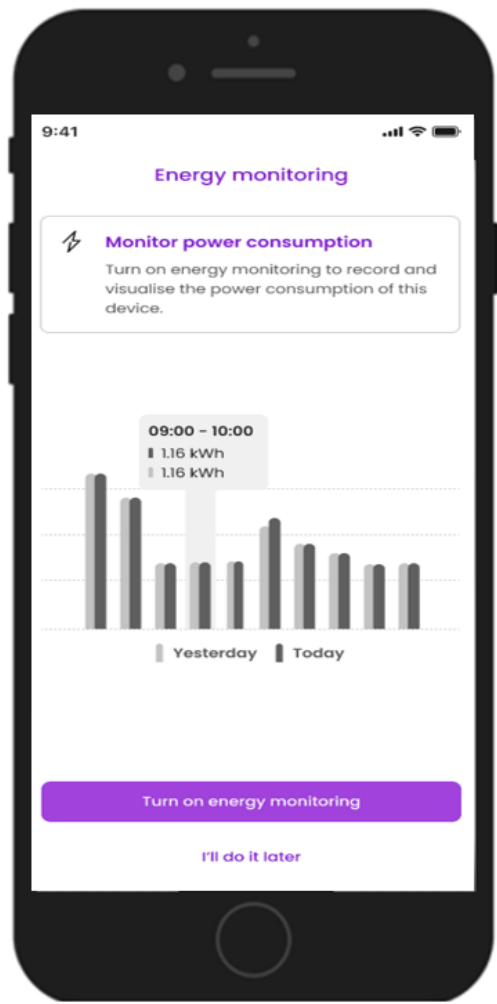 9:41
Energy monitoring
Monitor power consumption
Turn on energy monitoring to record and
visualise the power consumption of this
device.
09:00 - 10:00
1.16 kWh
1.16 kWh
Yesterday Today
Turn on energy monitoring
I'll do it later